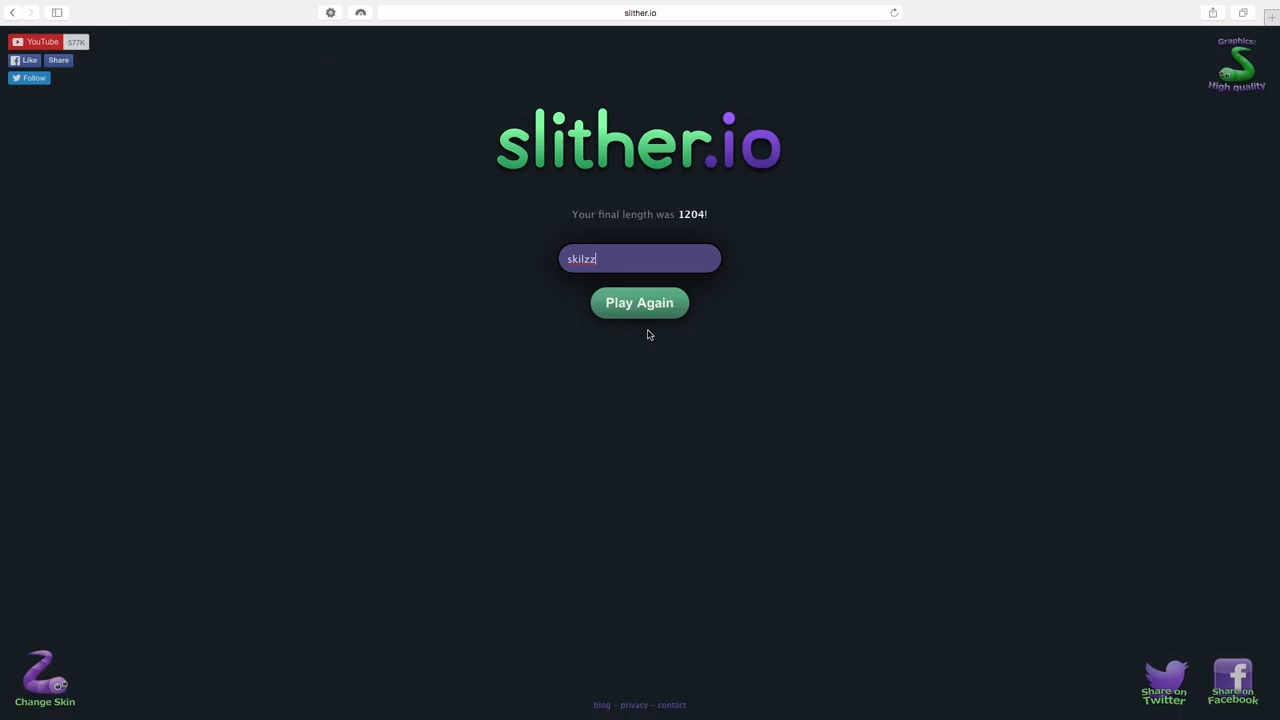 slither.io
YouTube 577K
Like Share
Follow
Graphics:
High quality
slither.io
Your final length was 1204!
skilzz
Play Again
Change Skin
blog - privacy - contact
Share on
Twitter
Share on
Facebook